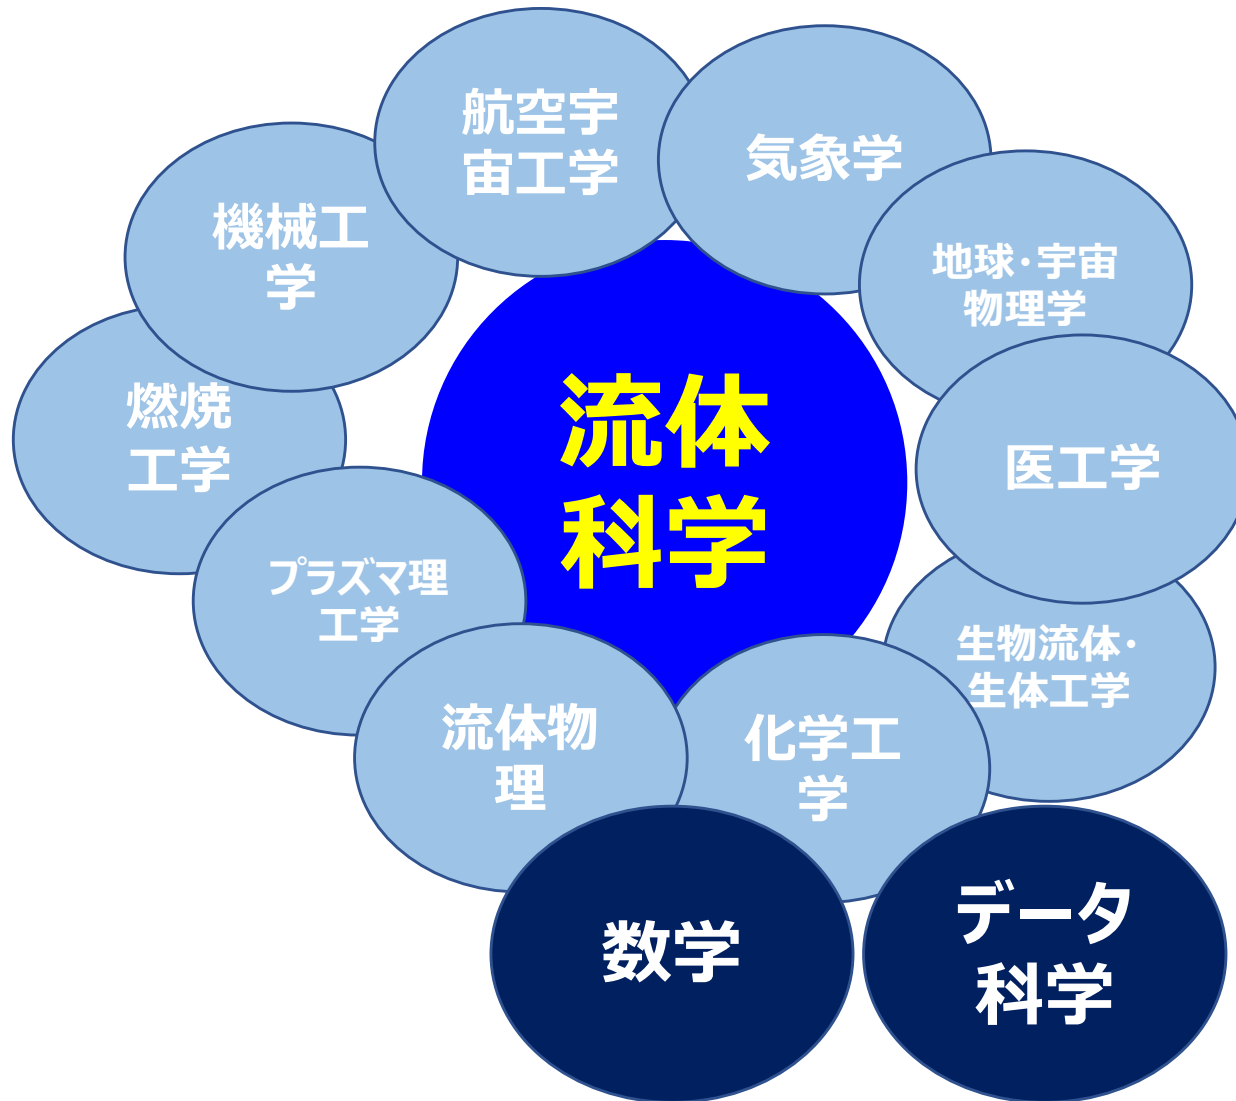 航空宇
宙工学
気象学
機械工
学
地球・宇宙
物理学
燃焼
工学
流体
科学
医工学
プラズマ理
工学
生物流体・
生体工学
流体物
理
化学工
学
数学
データ
科学